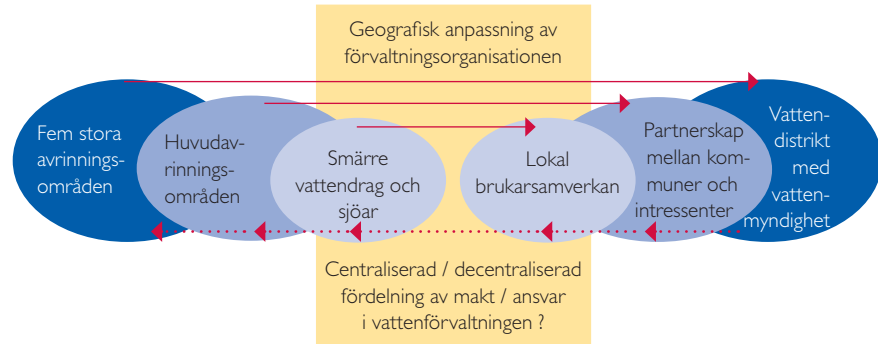 Geografisk anpassning av
förvaltningsorganisationen
Fem stora
avrinnings-
områden
Huvudav-
rinnings-
områden
Smärre
vattendrag och
sjöar
Lokal
brukarsamverkan
Partnerskap
mellan kom-
muner och
intressenter
Vatten-
distrikt
med
vatten-
myndighet
Centraliserad / decentraliserad
fördelning av makt / ansvar
i vattenförvaltningen ?